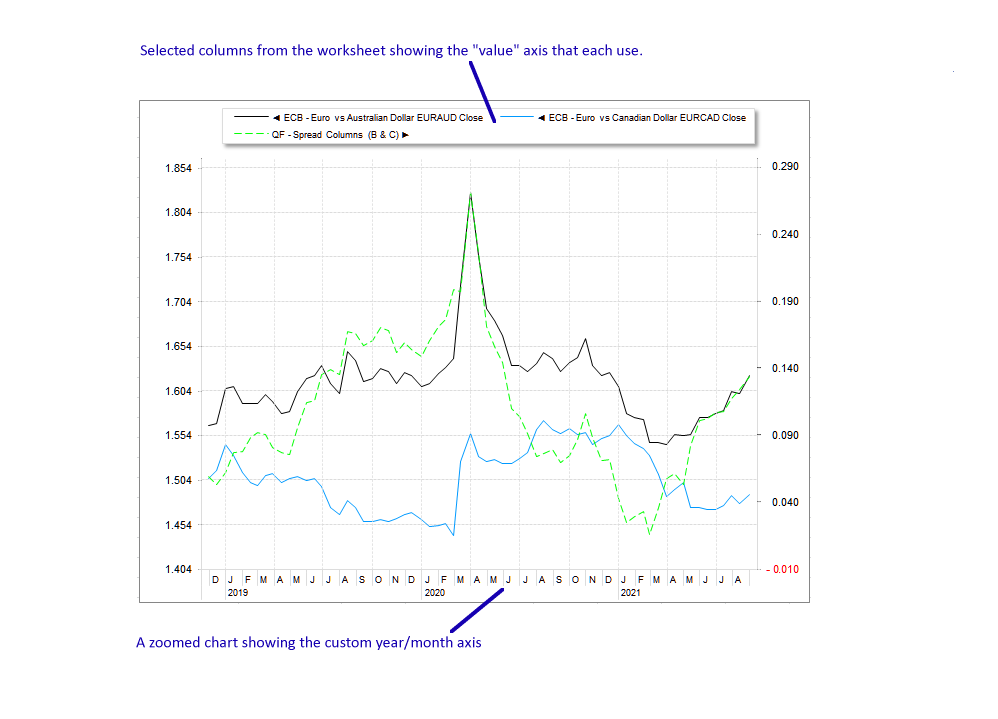 Selected columns from the worksheet showing the "value" axis that each use.
◄ ECB - Euro vs Australian Dollar EURAUD Close ◄ ECB - Euro vs Canadian Dollar EURCAD Close
QF - Spread Columns (B & C) ►
1.854 0.290
1.804 0.240
1.754
1.704 0.190
1.654
0.140
1.604
1.554 0.090
1.504
0.040
1.454
1.404 - 0.010
D J F M A M J J A S O N D J F M A M J J A S O N D J F M A M J J A
2019 2020 2021
A zoomed chart showing the custom year/month axis